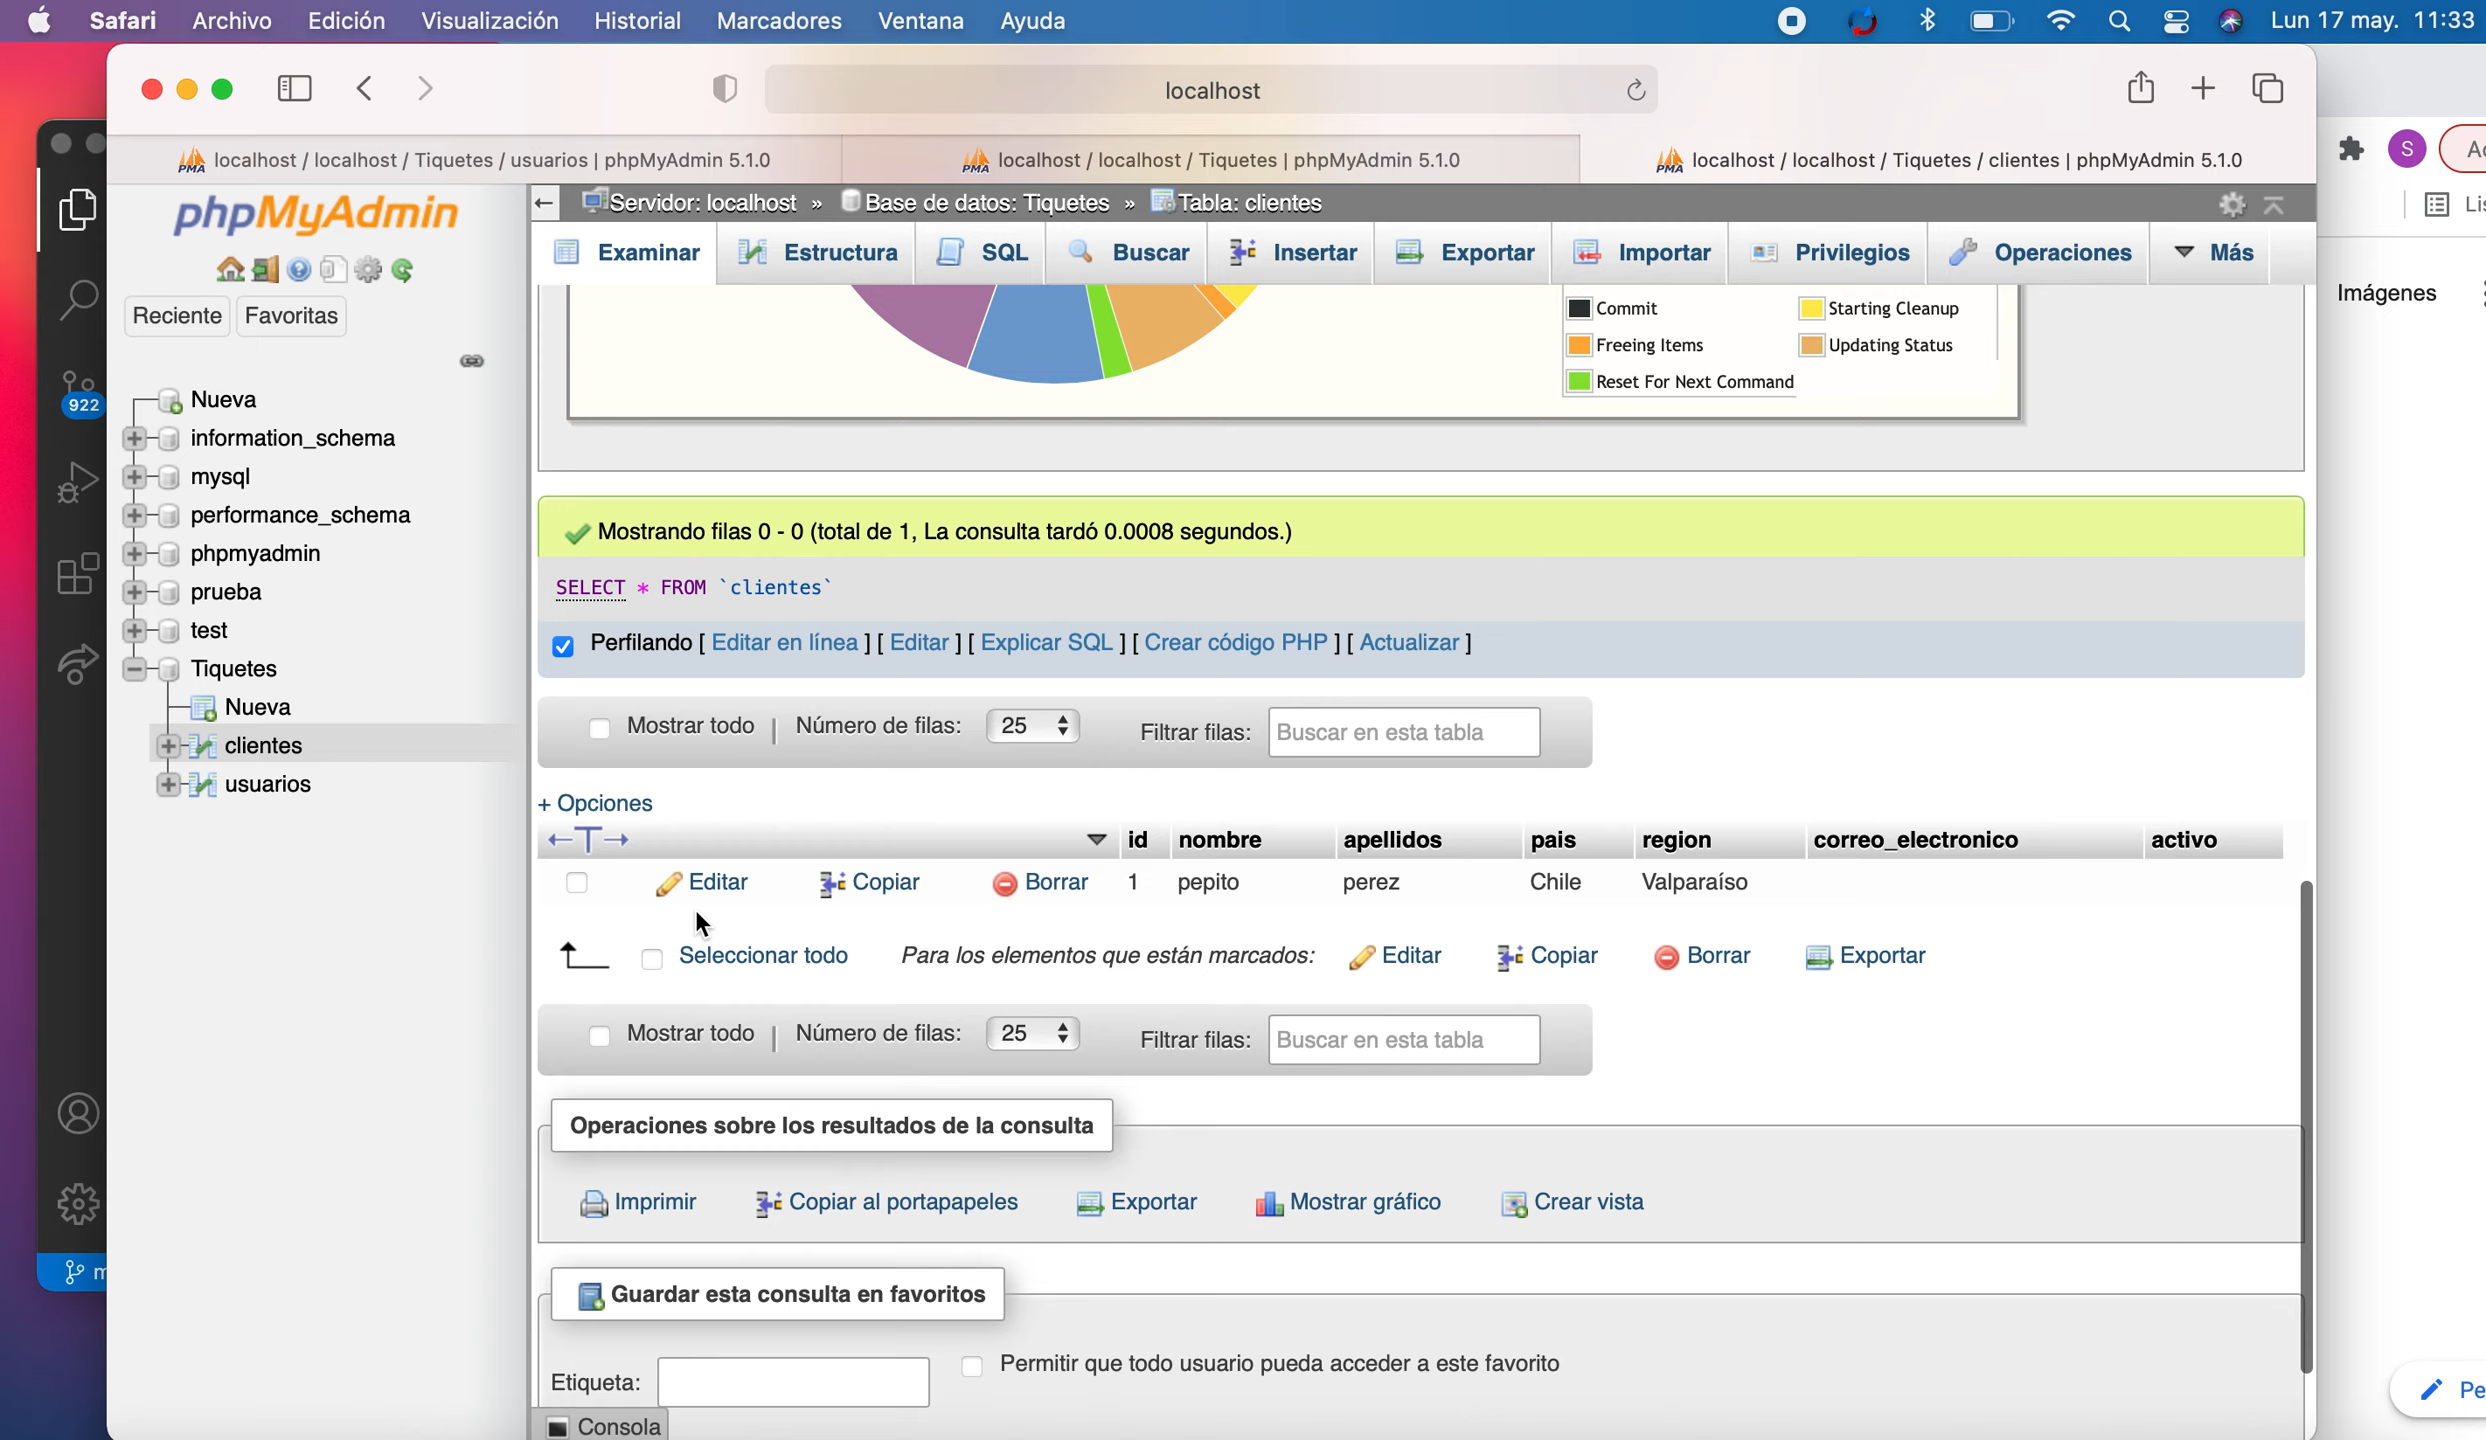 Safari Archivo Edición Visualización Historial Marcadores Ventana Ayuda Lun 17 may. 11:33
localhost
localhost / localhost / Tiquetes / usuarios | phpMyAdmin 5.1.0
localhost / localhost / Tiquetes | phpMyAdmin 5.1.0
localhost / localhost / Tiquetes / clientes | phpMyAdmin 5.1.0
S
phpMyAdmin
Reciente Favoritas
922
Nueva
information_schema
mysql
performance_schema
phpmyadmin
prueba
test
Tiquetes
Nueva
clientes
usuarios
Servidor: localhost » Base de datos: Tiquetes » Tabla: clientes
Examinar Estructura SQL Buscar Insertar Exportar Importar Privilegios Operaciones Más
Commit Starting Cleanup
Freeing Items Updating Status
Reset For Next Command
Imágenes
Mostrando filas 0 - 0 (total de 1, La consulta tardó 0.0008 segundos.)
SELECT * FROM `clientes`
Perfilando [ Editar en línea ] [ Editar ] [ Explicar SQL ] [ Crear código PHP ] [ Actualizar ]
Mostrar todo | Número de filas: 25 Filtrar filas: Buscar en esta tabla
+ Opciones
←T→ id nombre apellidos pais region correo_electronico activo
Editar Copiar Borrar 1 pepito perez Chile Valparaíso
Seleccionar todo Para los elementos que están marcados: Editar Copiar Borrar Exportar
Mostrar todo | Número de filas: 25 Filtrar filas: Buscar en esta tabla
Operaciones sobre los resultados de la consulta
Imprimir Copiar al portapapeles Exportar Mostrar gráfico Crear vista
Guardar esta consulta en favoritos
Etiqueta: Permitir que todo usuario pueda acceder a este favorito
Consola